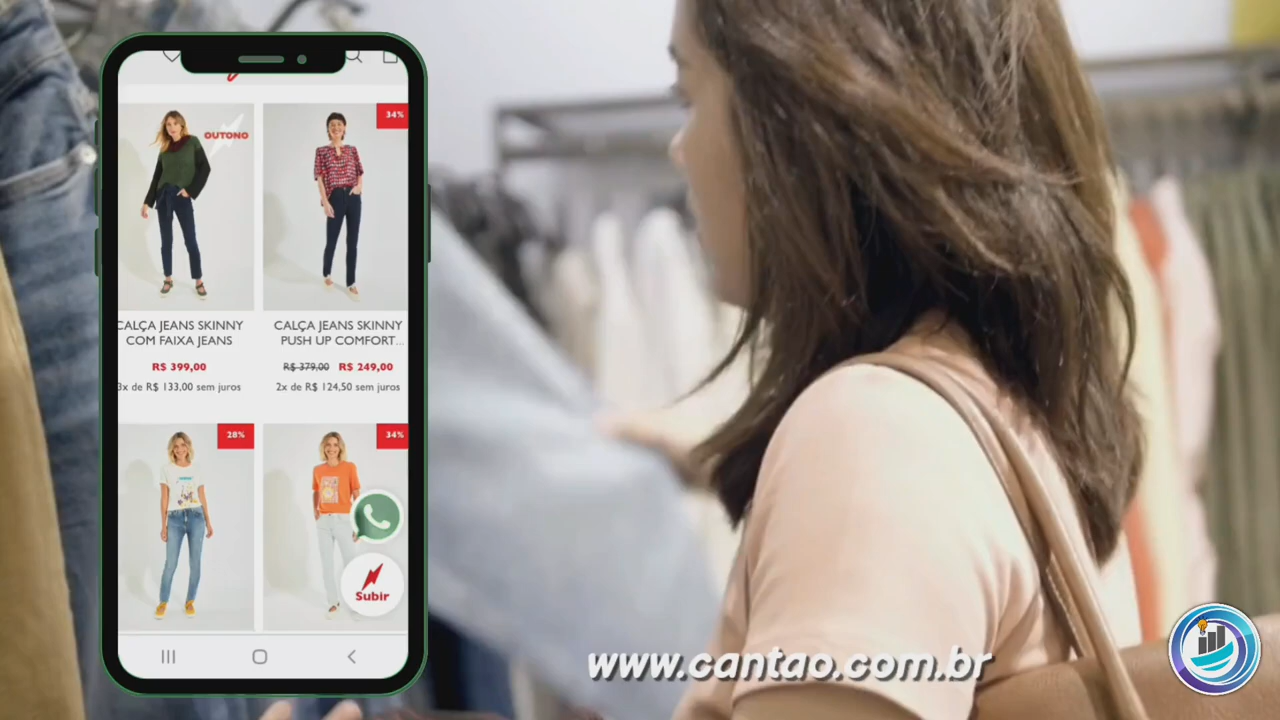 OUTONO
34%
CALÇA JEANS SKINNY
COM FAIXA JEANS
R$ 399,00
3x de R$ 133,00 sem juros
CALÇA JEANS SKINNY
PUSH UP COMFORT...
R$ 379,00 R$ 249,00
2x de R$ 124,50 sem juros
28%
34%
Subir
www.cantao.com.br